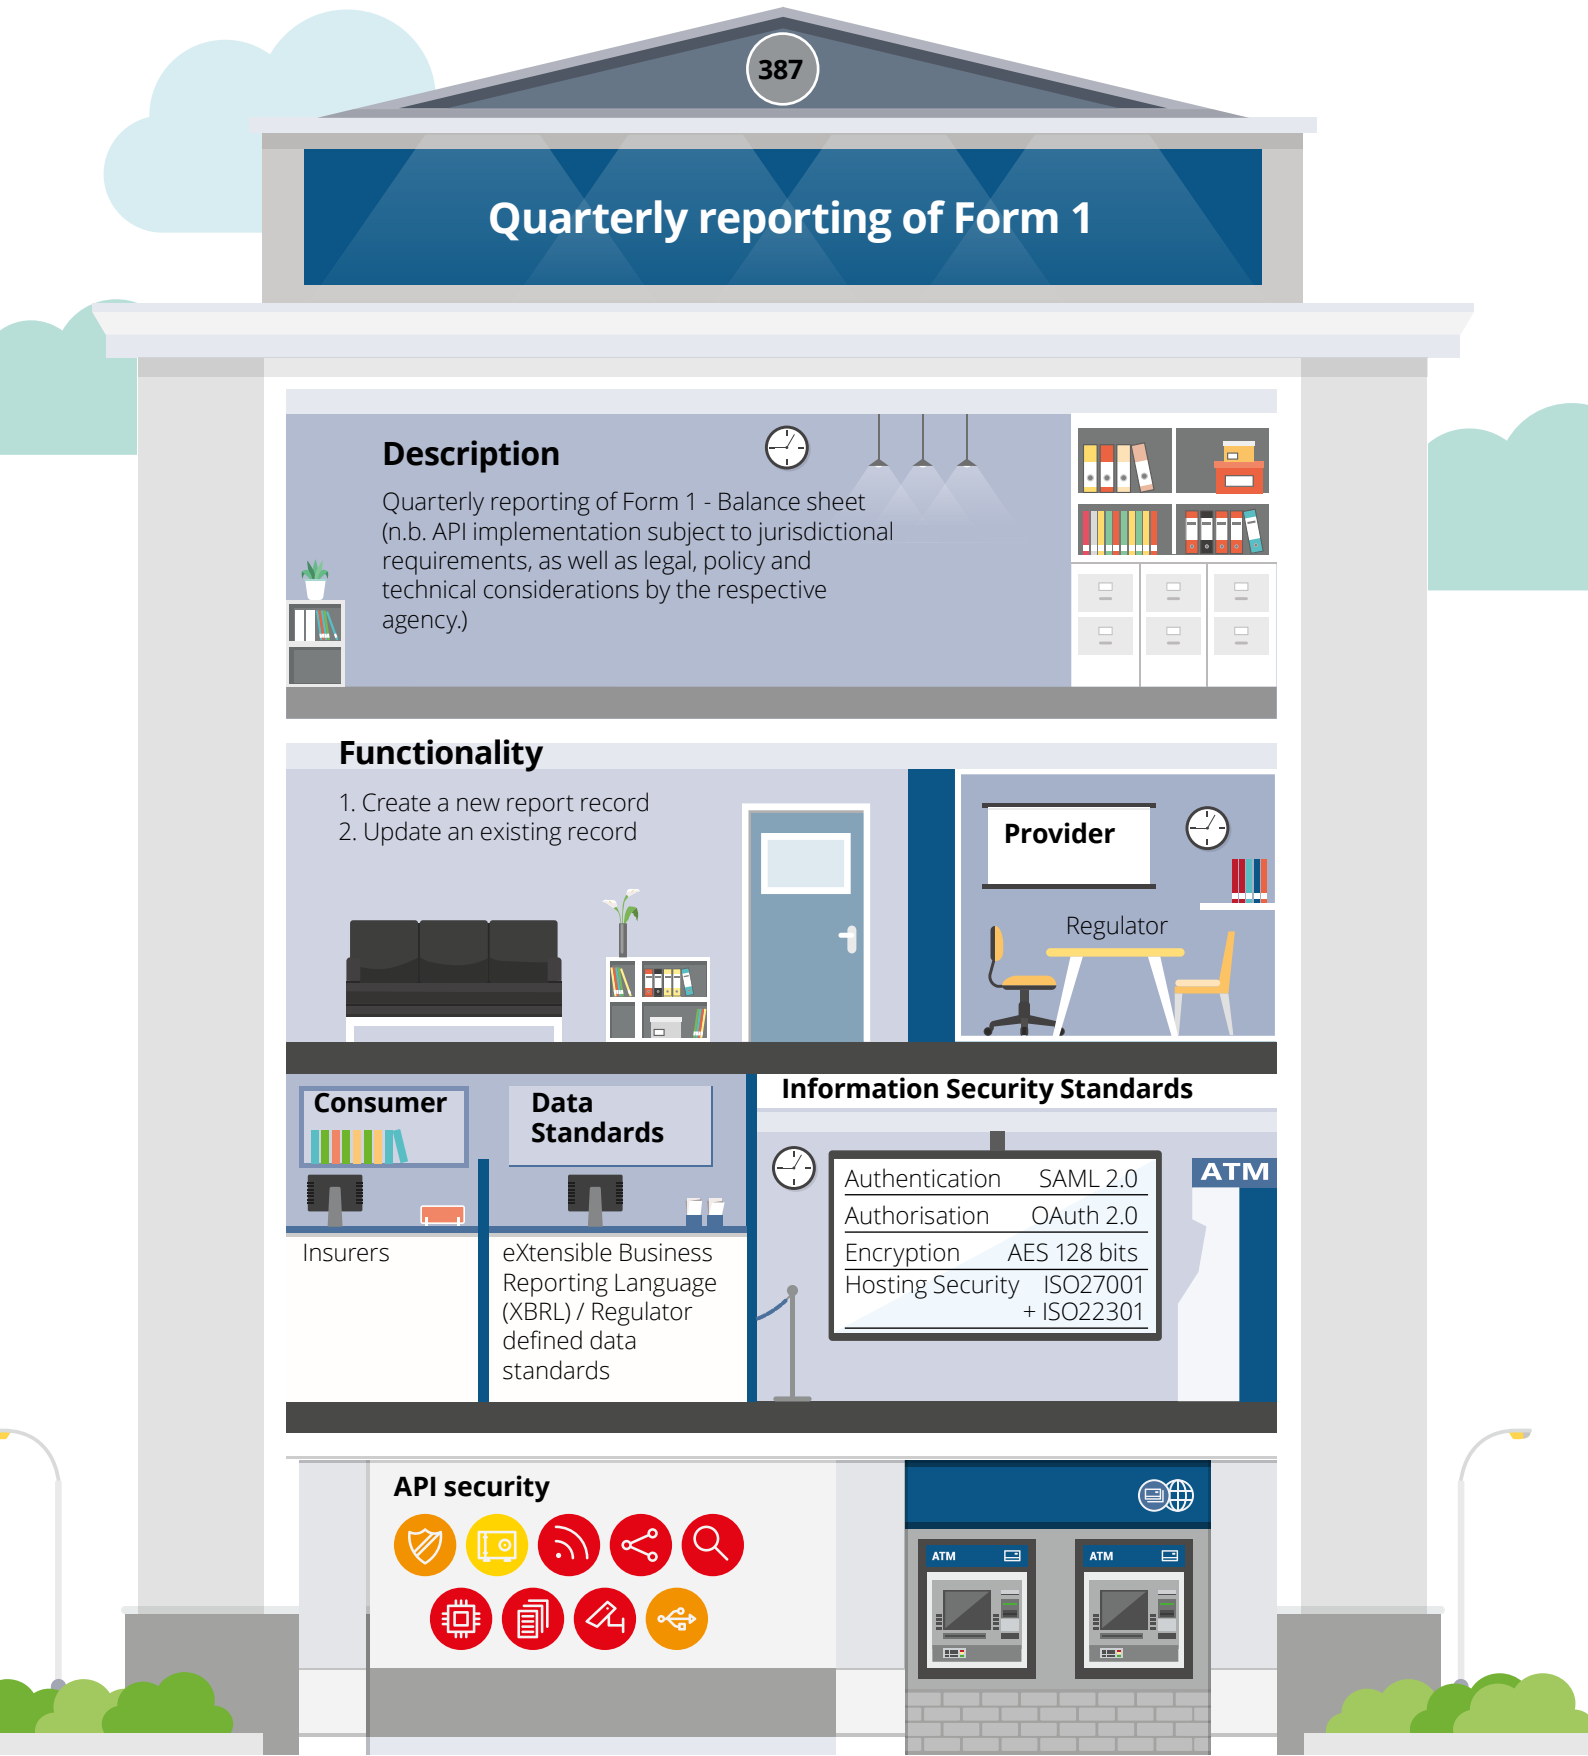 387
Quarterly reporting of Form 1
Description
Quarterly reporting of Form 1 - Balance sheet
(n.b. API implementation subject to jurisdictional
requirements, as well as legal, policy and
technical considerations by the respective
agency.)
Functionality
1. Create a new report record
2. Update an existing record
Provider
Regulator
Consumer
Insurers
Data
Standards
eXtensible Business
Reporting Language
(XBRL) / Regulator
defined data
standards
Information Security Standards
Authentication SAML 2.0
Authorisation OAuth 2.0
Encryption AES 128 bits
Hosting Security ISO27001
+ ISO22301
ATM
API security
ATM
ATM